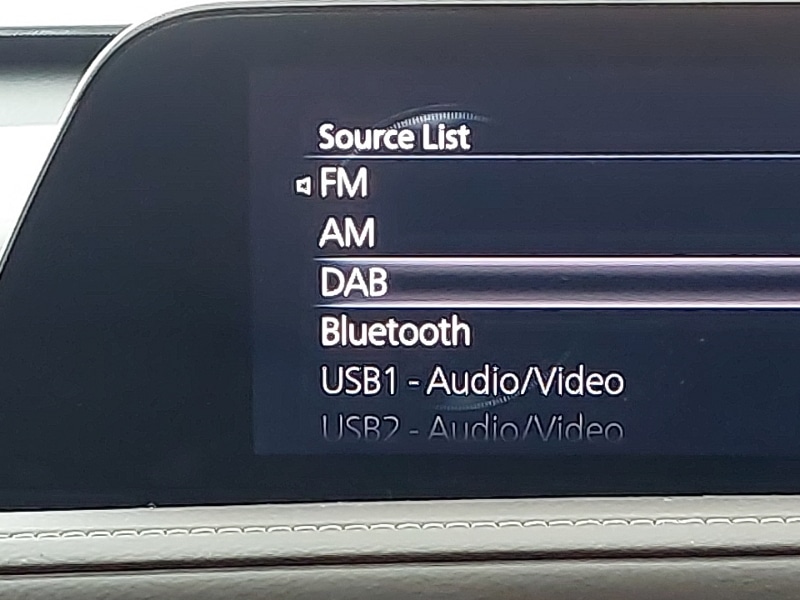 Source List
FM
AM
DAB
Bluetooth
USB1 - Audio/Video
USB2 - Audio/Video